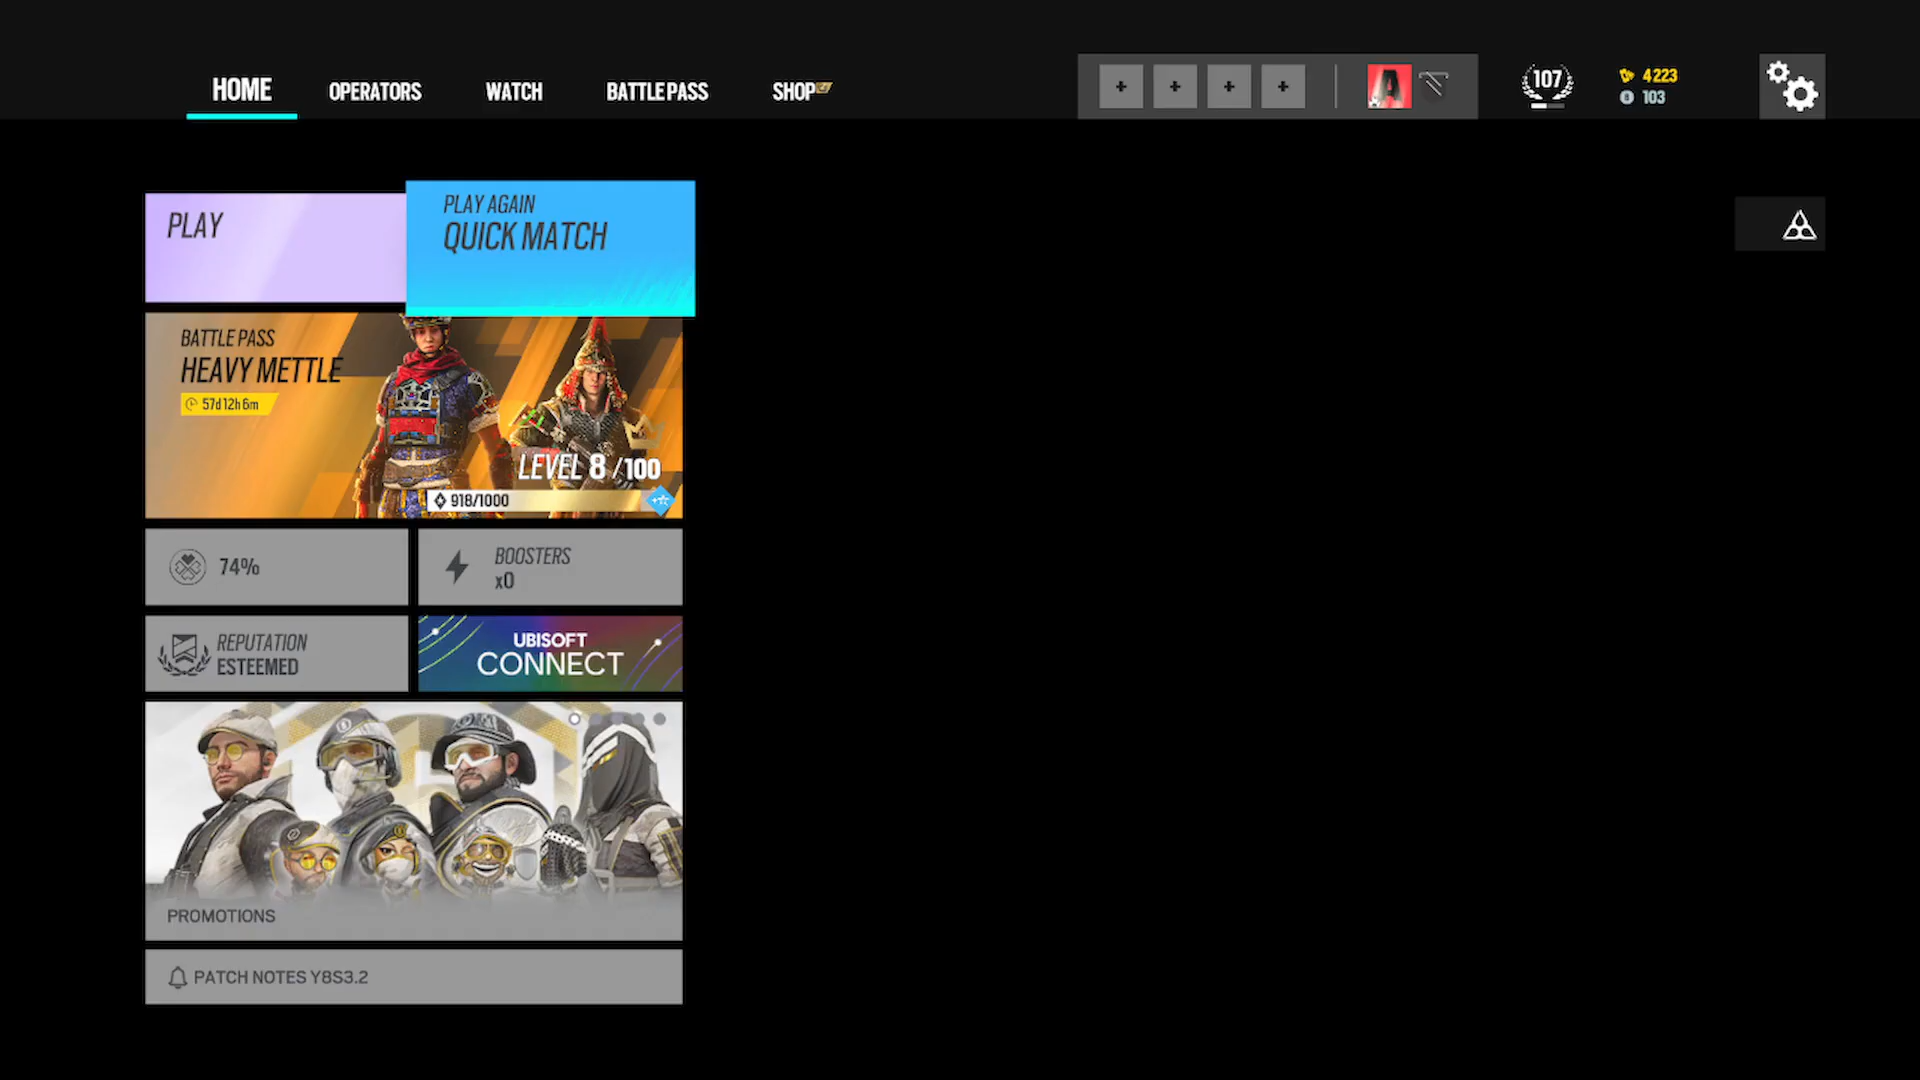 HOME
OPERATORS
WATCH
BATTLE PASS
SHOP
+ + + +
A
107
4223
103
PLAY
PLAY AGAIN
QUICK MATCH
BATTLE PASS
HEAVY METTLE
57d 12h 6m
LEVEL 8 /100
918/1000
74%
BOOSTERS
x0
REPUTATION
ESTEEMED
UBISOFT
CONNECT
PROMOTIONS
PATCH NOTES Y8S3.2